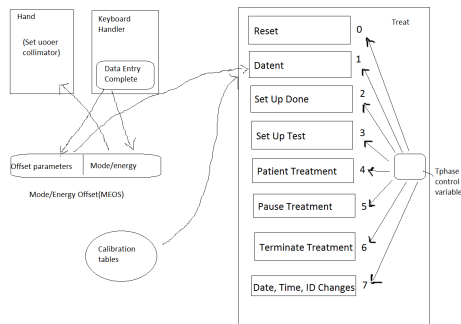 Hand
(Set uooer
collimator)
Keyboard
Handler
Data Entry
Complete
Offset parameters
Mode/energy
Mode/Energy Offset(MEOS)
Calibration
tables
Treat
Reset 0
Datent 1
Set Up Done 2
Set Up Test 3
Patient Treatment 4
Pause Treatment 5
Terminate Treatment 6
Date, Time, ID Changes 7
Tphase
control
variable